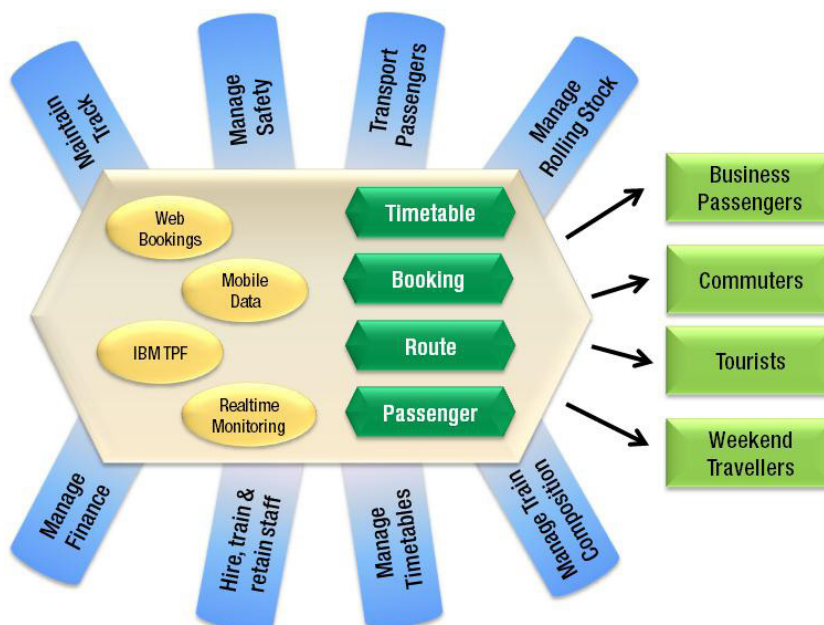 Maintain
Track
Manage
Safety
Transport
Passengers
Manage
Rolling Stock
Web
Bookings
Mobile
Data
IBM TPF
Realtime
Monitoring
Timetable
Booking
Route
Passenger
Business
Passengers
Commuters
Tourists
Weekend
Travellers
Manage
Finance
Hire, train &
retain staff
Manage
Timetables
Manage Train
Composition